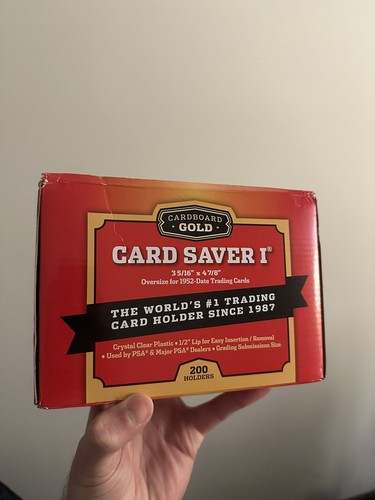 CARDBOARD
GOLD
CARD SAVER I®
3 5/16" x 4 7/8"
Oversize for 1952-Date Trading Cards
THE WORLD'S #1 TRADING
CARD HOLDER SINCE 1987
Crystal Clear Plastic • 1/2" Lip for Easy Insertion / Removal
• Used by PSA® & Major PSA® Dealers • Grading Submissions Size
200
HOLDERS